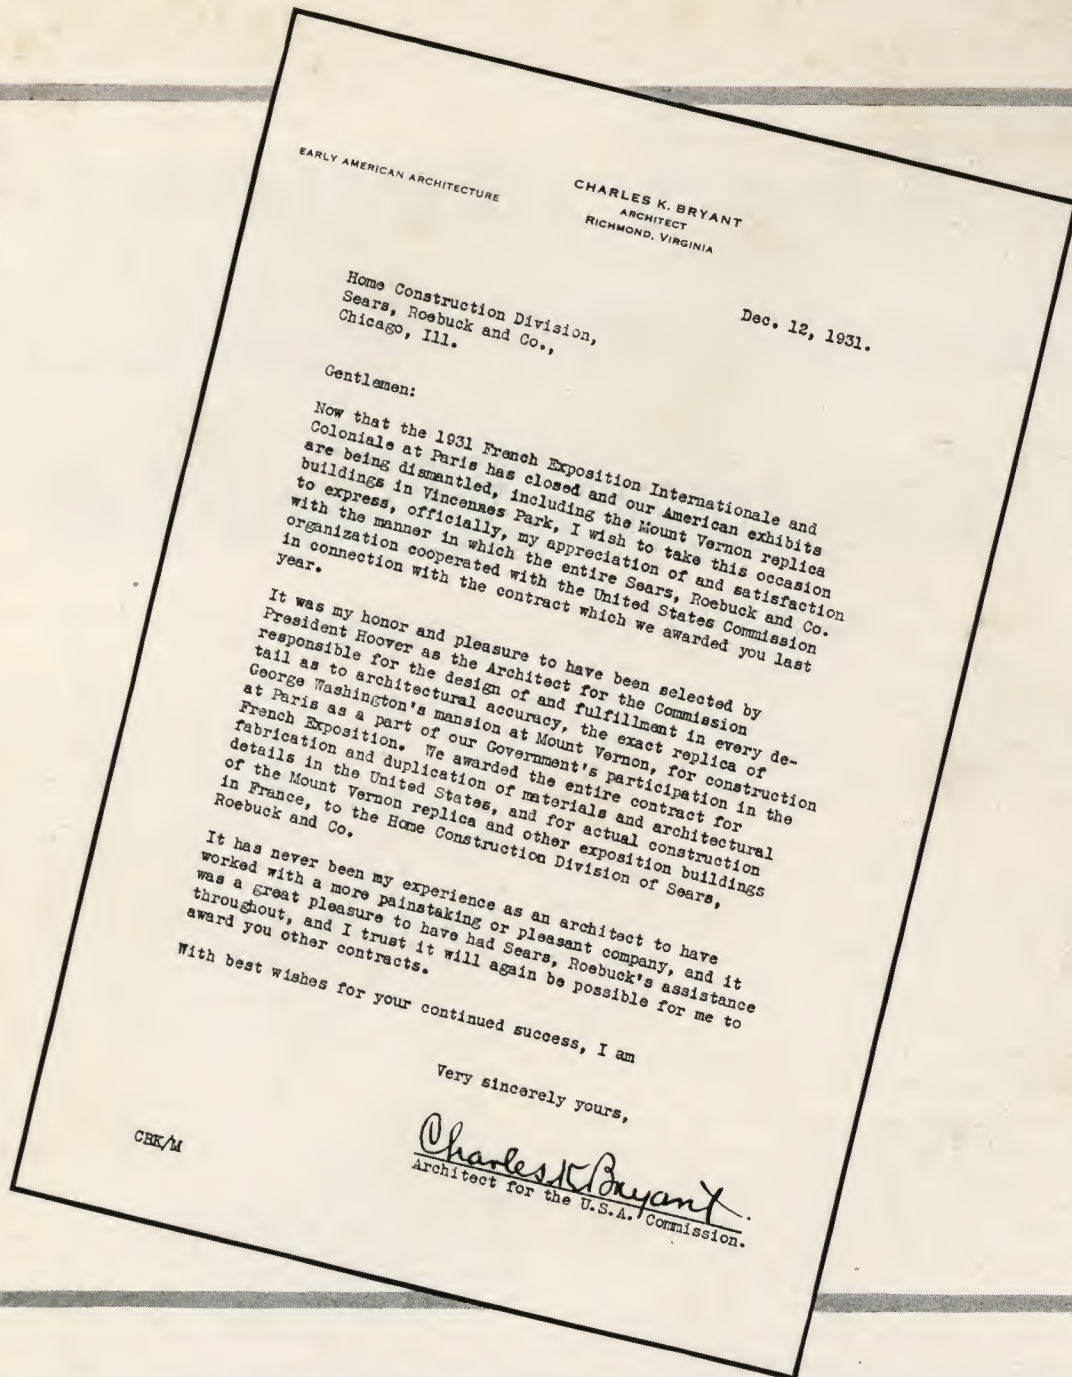 EARLY AMERICAN ARCHITECTURE
CHARLES K. BRYANT
ARCHITECT
RICHMOND, VIRGINIA
Dec. 12, 1931.
Home Construction Division,
Sears, Roebuck and Co.,
Chicago, Ill.
Gentlemen:
Now that the 1931 French Exposition Internationale and
Coloniale at Paris has closed and our American exhibits
are being dismantled, including the Mount Vernon replica
buildings in Vincennes Park, I wish to take this occasion
to express, officially, my appreciation of and satisfaction
with the manner in which the entire Sears, Roebuck and Co.
organization cooperated with the United States Commission
in connection with the contract which we awarded you last
year.
It was my honor and pleasure to have been selected by
President Hoover as the Architect for the Commission
responsible for the design of and fulfillment in every de-
tail as to architectural accuracy, the exact replica of
George Washington's mansion at Mount Vernon, for construction
at Paris as a part of our Government's participation in the
French Exposition. We awarded the entire contract for
fabrication and duplication of materials and architectural
details in the United States, and for actual construction
of the Mount Vernon replica and other exposition buildings
in France, to the Home Construction Division of Sears,
Roebuck and Co.
It has never been my experience as an architect to have
worked with a more painstaking or pleasant company, and it
was a great pleasure to have had Sears, Roebuck's assistance
throughout, and I trust it will again be possible for me to
award you other contracts.
With best wishes for your continued success, I am
Very sincerely yours,
Charles K Bryant.
Architect for the U.S.A. Commission.
CBK/M